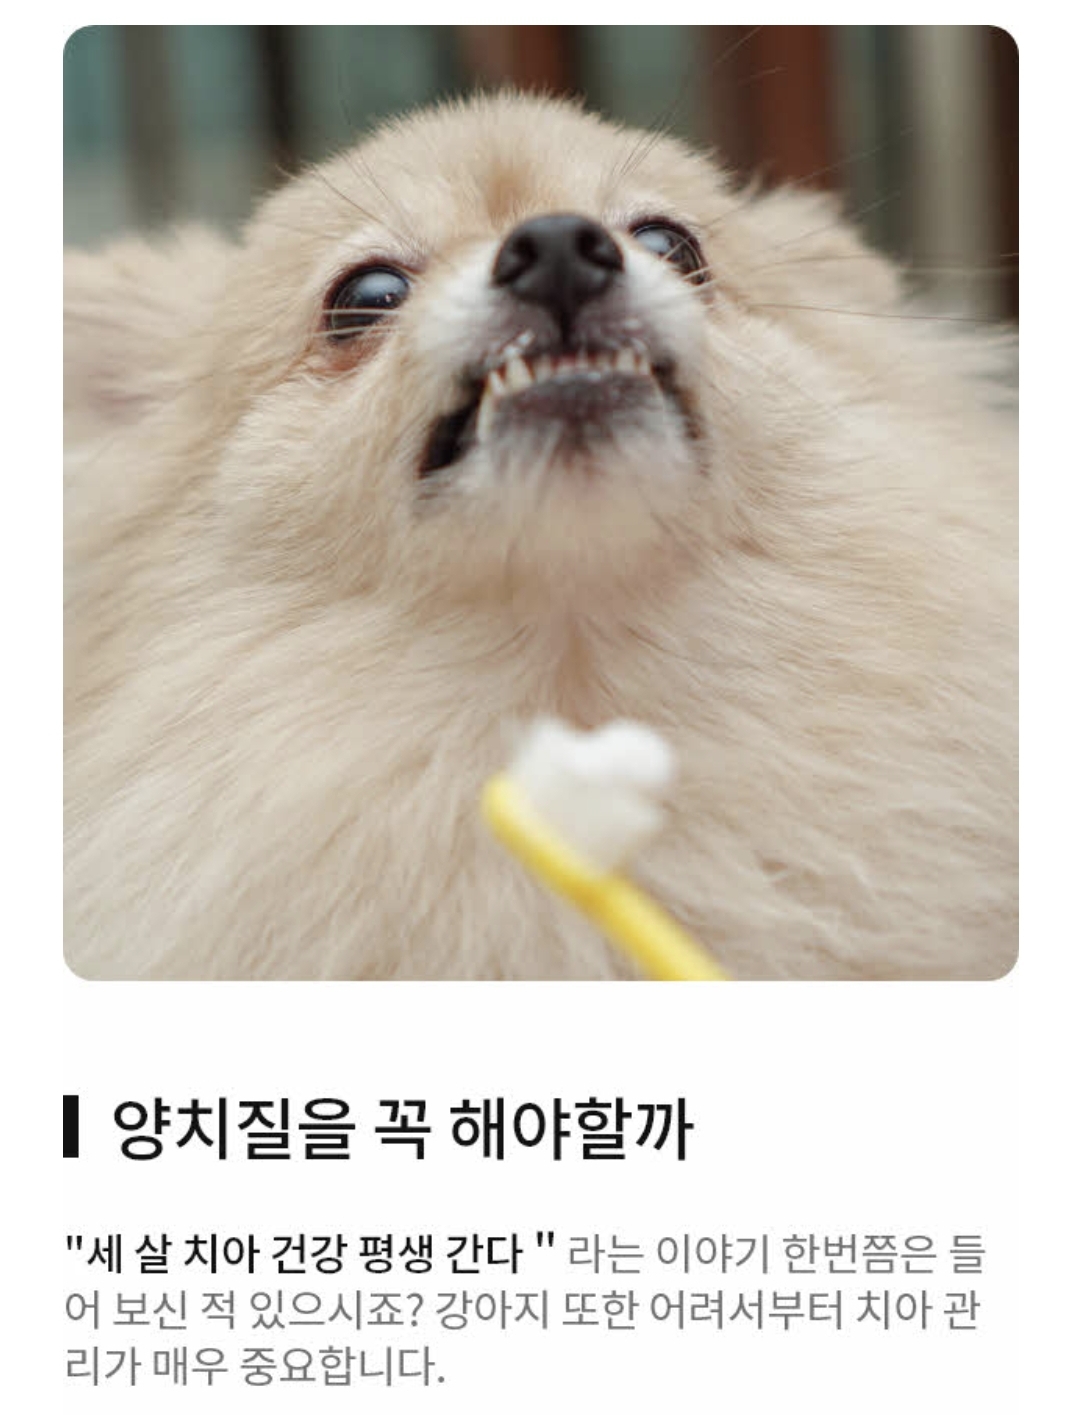 양치질을 꼭 해야할까
"세 살 치아 건강 평생 간다 " 라는 이야기 한번쯤은 들
어 보신 적 있으시죠? 강아지 또한 어려서부터 치아 관
리가 매우 중요합니다.